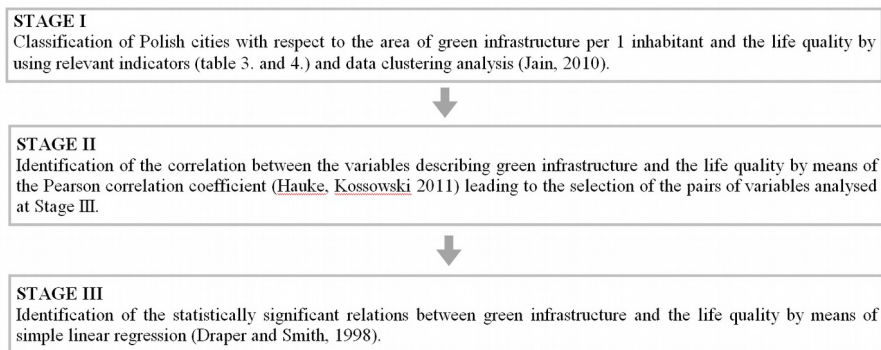 STAGE I
Classification of Polish cities with respect to the area of green infrastructure per 1 inhabitant and the life quality by
using relevant indicators (table 3. and 4.) and data clustering analysis (Jain, 2010).
STAGE II
Identification of the correlation between the variables describing green infrastructure and the life quality by means of
the Pearson correlation coefficient (Hauke, Kossowski 2011) leading to the selection of the pairs of variables analysed
at Stage III.
STAGE III
Identification of the statistically significant relations between green infrastructure and the life quality by means of
simple linear regression (Draper and Smith, 1998).